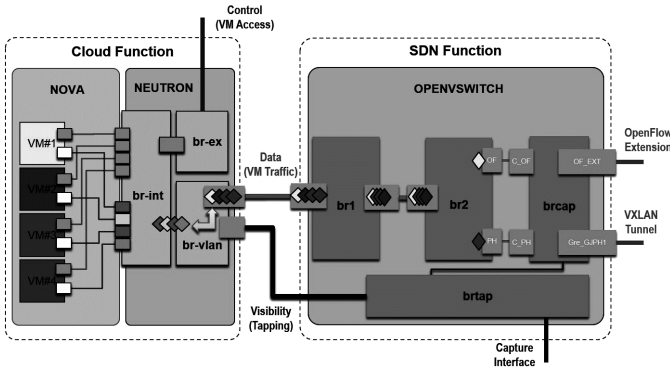 Control
(VM Access)
Cloud Function
SDN Function
NOVA
NEUTRON
OPENVSWITCH
br-ex
VM#1
VM#2
VM#3
VM#4
br-int
br-vlan
Data
(VM Traffic)
br1
br2
OF
C_OF
OF_EXT
OpenFlow
Extension
brcap
PH
C_PH
Gre_GJPH1
VXLAN
Tunnel
brtap
Visibility
(Tapping)
Capture
Interface